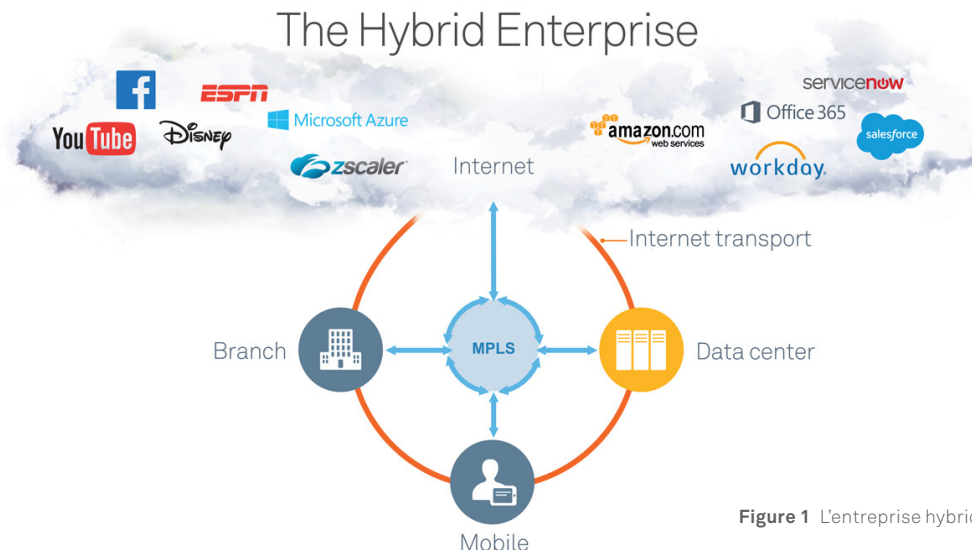 The Hybrid Enterprise
f
ESPN
servicenow
Microsoft Azure
Office 365
YouTube
Disney
amazon.com
web services
salesforce
zscaler
Internet
workday.
Internet transport
Branch
MPLS
Data center
Mobile
Figure 1 L'entreprise hybrid